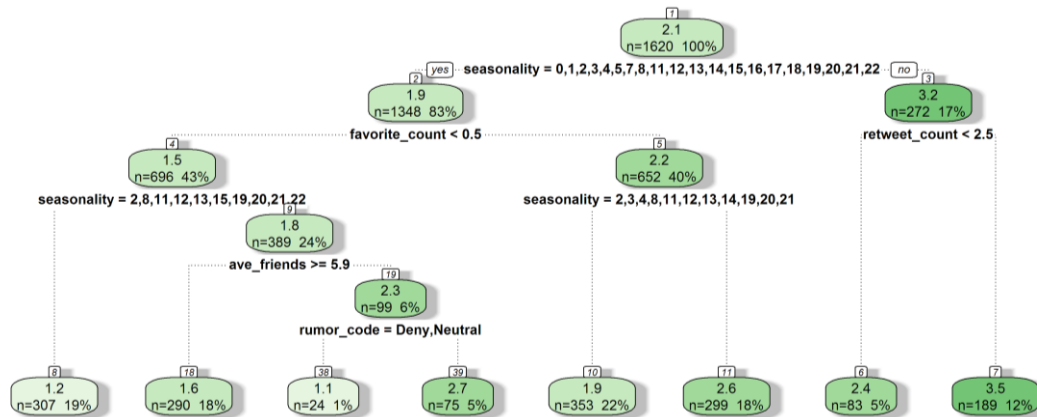 1
2.1
n=1620 100%
yes seasonality = 0,1,2,3,4,5,7,8,11,12,13,14,15,16,17,18,19,20,21,22 no
2
1.9
n=1348 83%
3
3.2
n=272 17%
favorite_count < 0.5
retweet_count < 2.5
4
1.5
n=696 43%
5
2.2
n=652 40%
seasonality = 2,8,11,12,13,15,19,20,21,22
seasonality = 2,3,4,8,11,12,13,14,19,20,21
9
1.8
n=389 24%
ave_friends >= 5.9
19
2.3
n=99 6%
rumor_code = Deny,Neutral
8
1.2
n=307 19%
18
1.6
n=290 18%
38
1.1
n=24 1%
39
2.7
n=75 5%
10
1.9
n=353 22%
11
2.6
n=299 18%
6
2.4
n=83 5%
7
3.5
n=189 12%